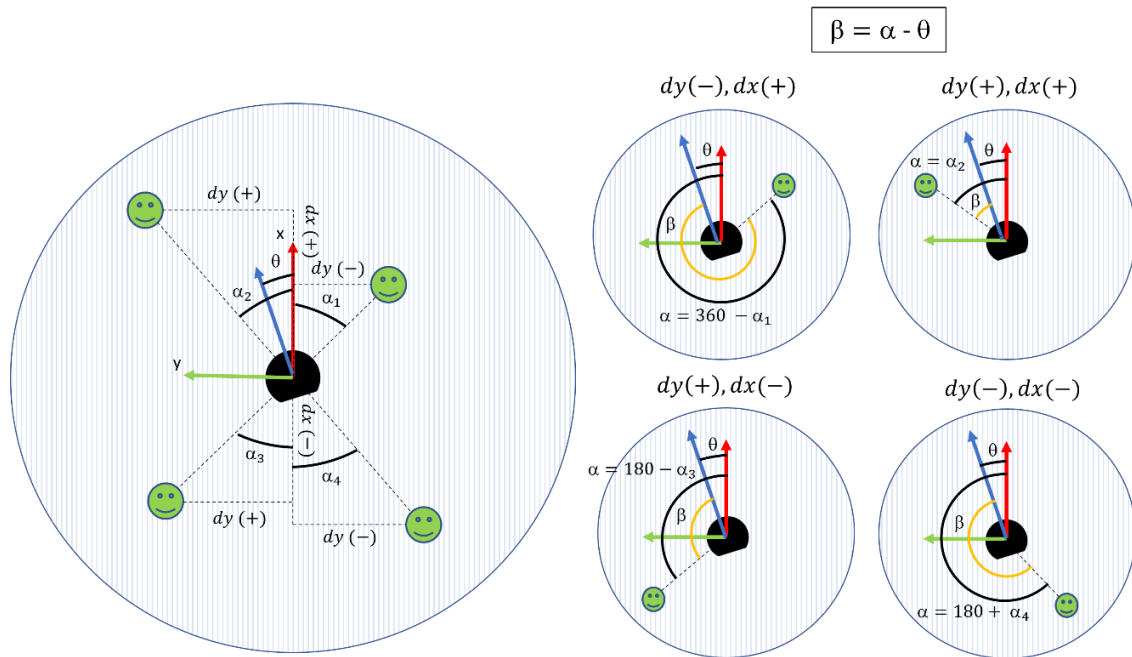 β = α - θ
dy (+)
dx(+)
x
θ
dy (−)
α₂
α₁
y
dx(−)
α₃
α₄
dy (+)
dy (−)
dy(−), dx(+)
θ
β
α = 360 − α₁
dy(+), dx(+)
θ
α = α₂
β
dy(+), dx(−)
θ
α = 180 − α₃
β
dy(−), dx(−)
θ
β
α = 180 + α₄